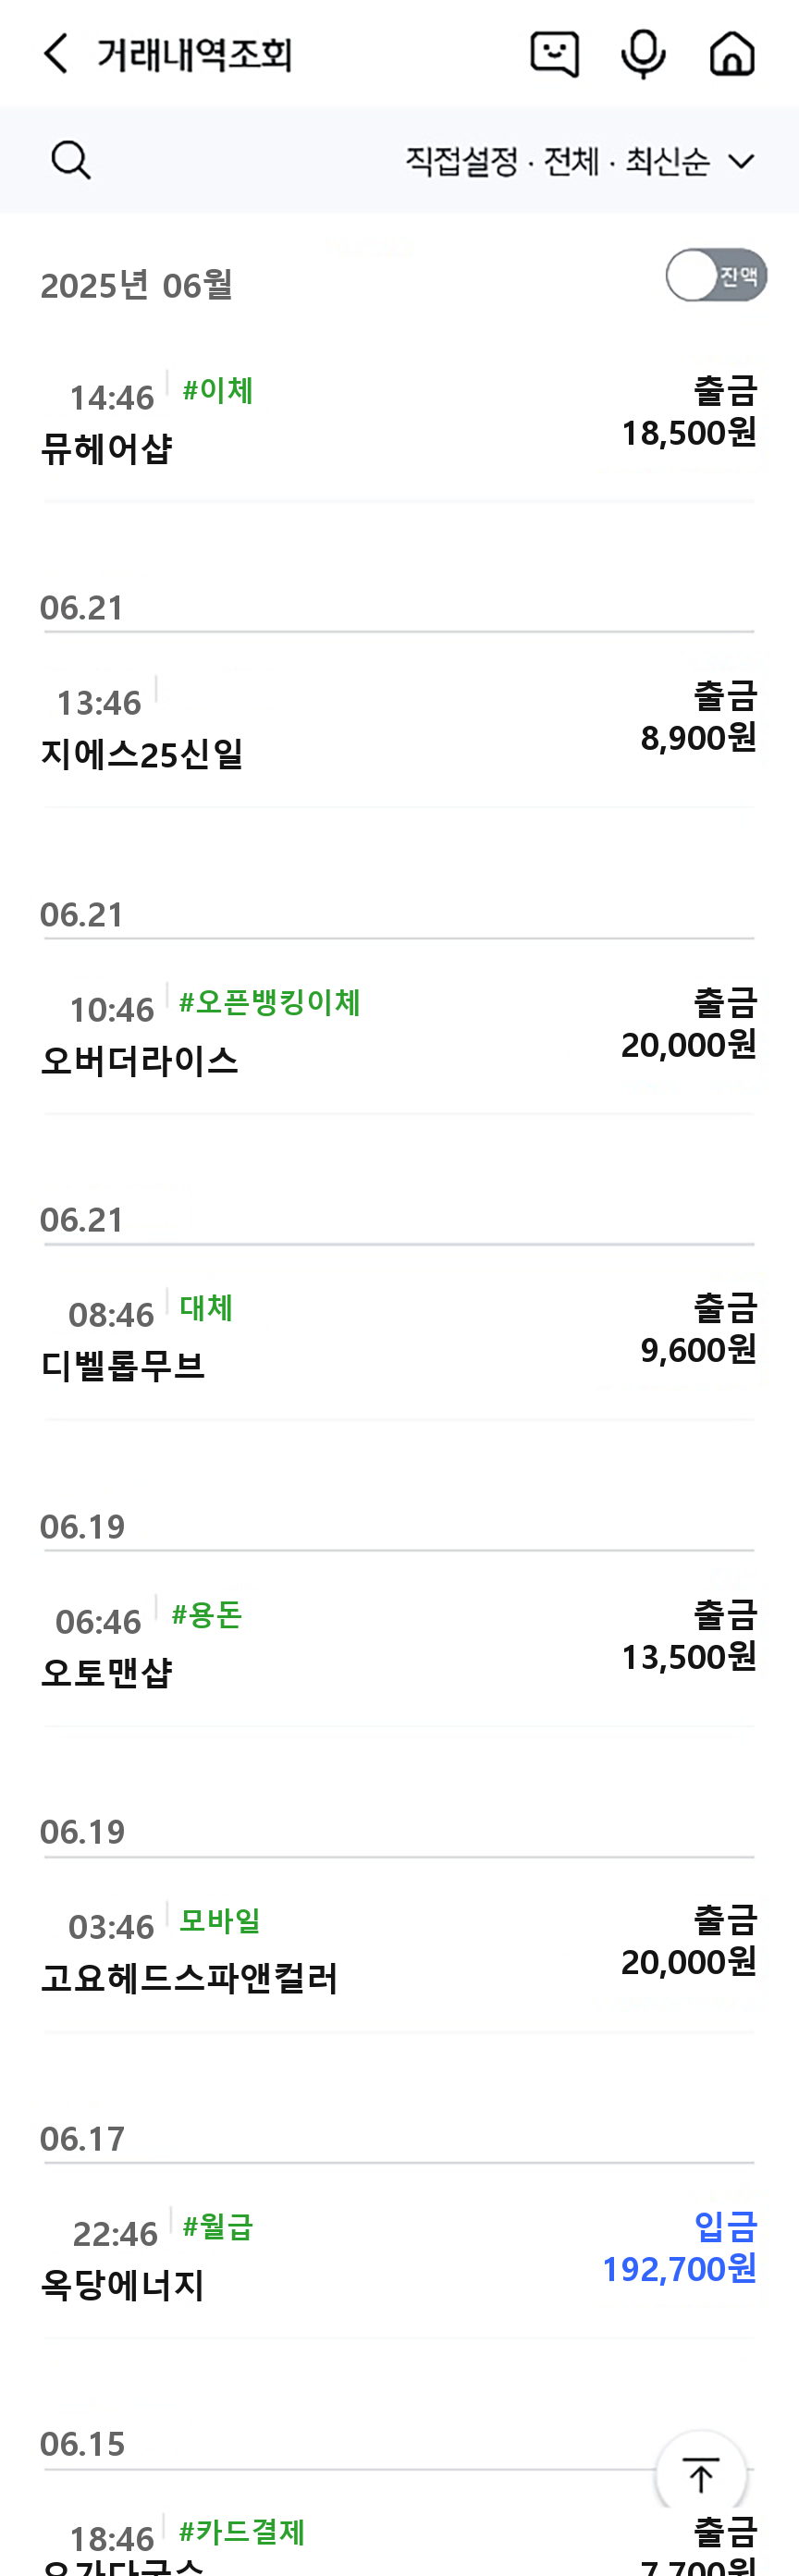 거래내역조회
직접설정 · 전체 · 최신순
2025년 06월
잔액
14:46 #이체 출금
뮤헤어샵 18,500원
06.21
13:46 출금
지에스25신일 8,900원
06.21
10:46 #오픈뱅킹이체 출금
오버더라이스 20,000원
06.21
08:46 대체 출금
디벨롭무브 9,600원
06.19
06:46 #용돈 출금
오토맨샵 13,500원
06.19
03:46 모바일 출금
고요헤드스파앤컬러 20,000원
06.17
22:46 #월급 입금
옥당에너지 192,700원
06.15
18:46 #카드결제 출금
7,700원